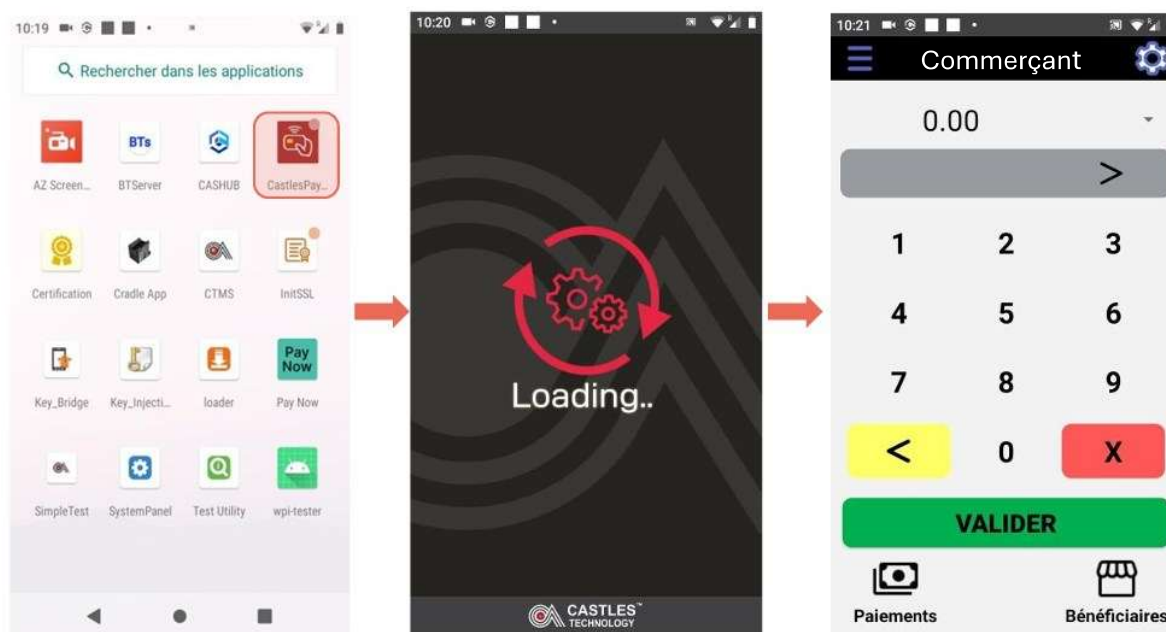 10:19
Rechercher dans les applications
BTs
AZ Screen... BTServer CASHUB CastlesPay...
Certification Cradle App CTMS InitSSL
Pay
Now
Key_Bridge Key_Injecti... loader Pay Now
SimpleTest SystemPanel Test Utility wpi-tester
10:20
Loading..
CASTLES™
TECHNOLOGY
10:21
Commerçant
0.00
>
1 2 3
4 5 6
7 8 9
< 0 X
VALIDER
Paiements Bénéficiaires